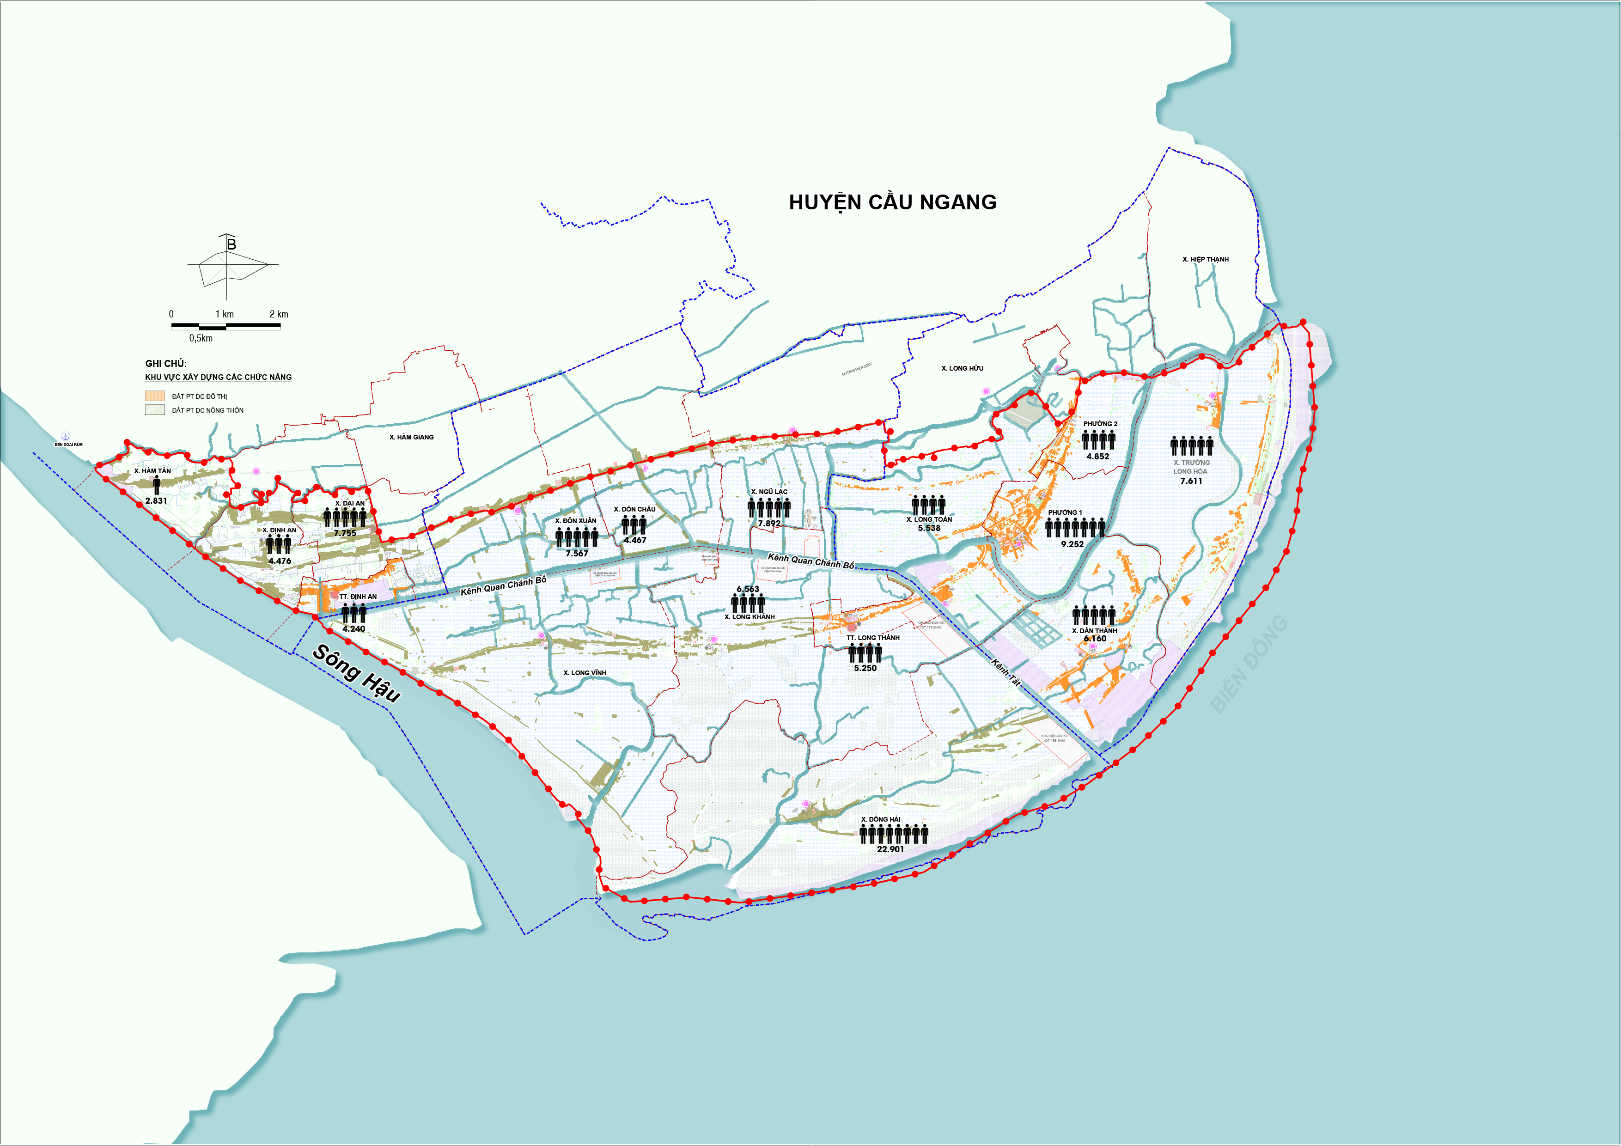 HUYỆN CẦU NGANG
B
0 1 km 2 km
0,5km
GHI CHÚ:
KHU VỰC XÂY DỰNG CÁC CHỨC NĂNG
ĐẤT PT DC ĐÔ THỊ
ĐẤT PT DC NÔNG THÔN
X. HIỆP THẠNH
X. LONG HỮU
X. HÀM GIANG
PHƯỜNG 2
4.852
X. TRƯỜNG
LONG HÒA
7.611
X. HÀM TÂN
2.831
X. ĐẠI AN
7.755
X. ĐỊNH AN
4.476
X. ĐÔN XUÂN
7.567
X. DÔN CHÂU
4.467
X. NGŨ LẠC
7.892
X. LONG TOÀN
5.538
PHƯỜNG 1
9.252
TT. ĐỊNH AN
4.240
Kênh Quan Chánh Bố
Kênh Quan Chánh Bố
6.563
X. LONG KHÁNH
TT. LONG THÀNH
5.250
X. DÂN THÀNH
6.160
Sông Hậu
X. LONG VĨNH
Kênh Tắt
BIỂN ĐÔNG
X. ĐÔNG HẢI
22.901